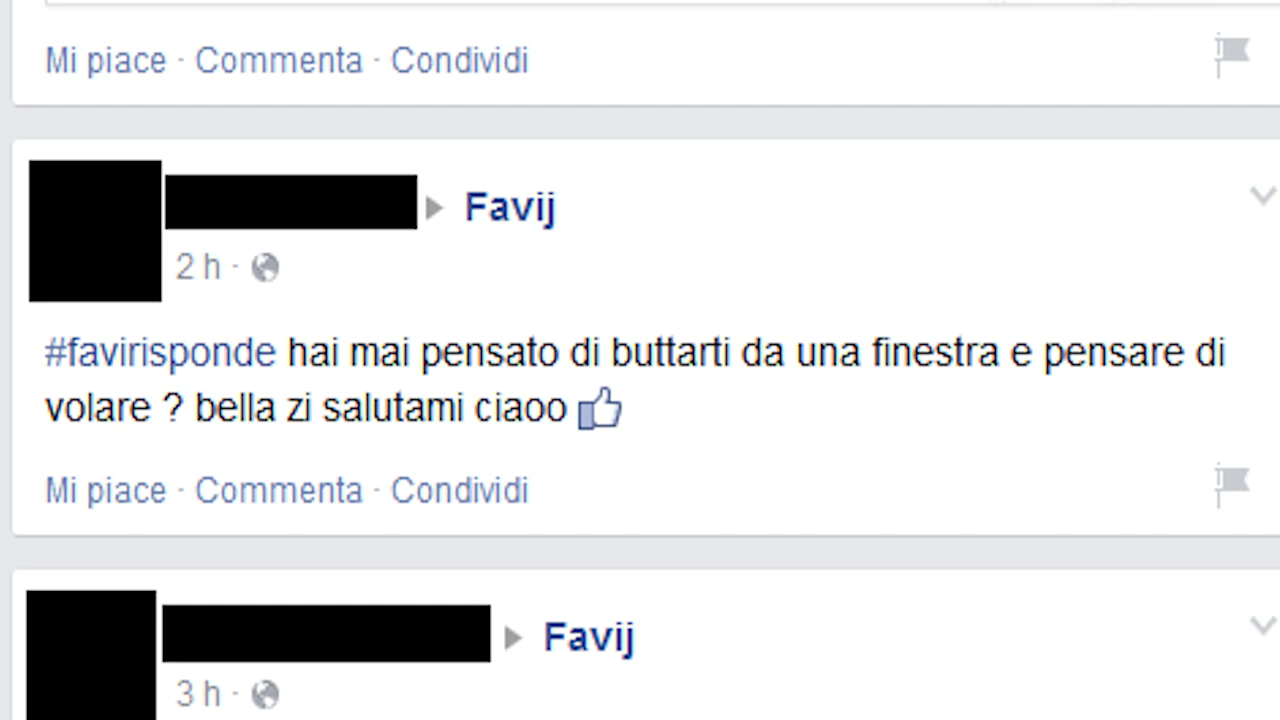 Mi piace · Commenta · Condividi
Favij
2 h ·
#favirisponde hai mai pensato di buttarti da una finestra e pensare di
volare ? bella zi salutami ciaoo
Mi piace · Commenta · Condividi
Favij
3 h ·